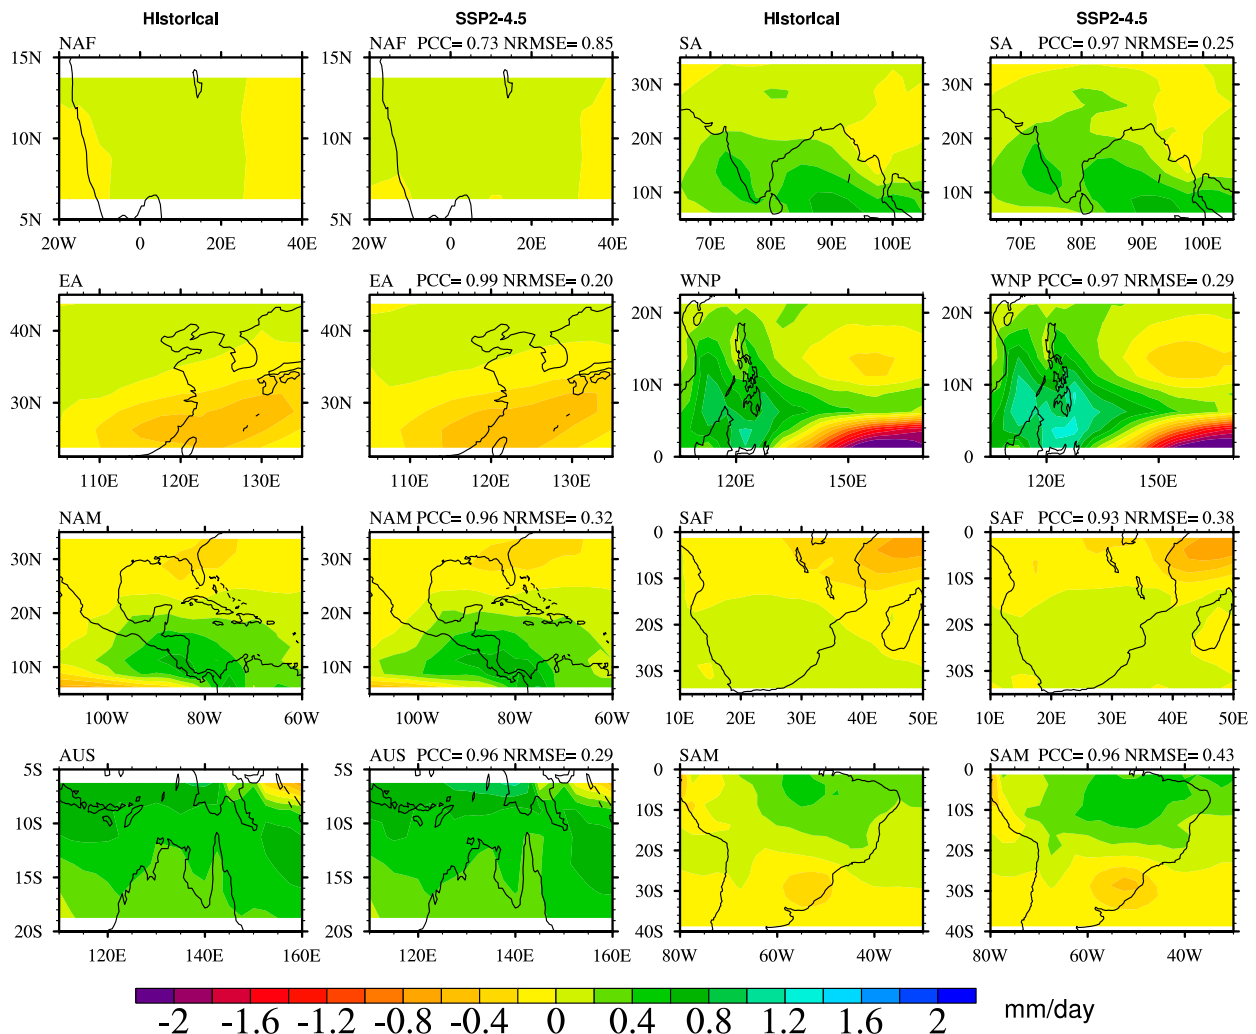 Historical SSP2-4.5 Historical SSP2-4.5
NAF NAF PCC= 0.73 NRMSE= 0.85 SA SA PCC= 0.97 NRMSE= 0.25
15N 15N 30N 30N
10N 10N 20N 20N
5N 5N 10N 10N
20W 0 20E 40E 20W 0 20E 40E 70E 80E 90E 100E 70E 80E 90E 100E
EA EA PCC= 0.99 NRMSE= 0.20 WNP WNP PCC= 0.97 NRMSE= 0.29
40N 40N 20N 20N
30N 30N 10N 10N
0 0
110E 120E 130E 110E 120E 130E 120E 150E 120E 150E
NAM NAM PCC= 0.96 NRMSE= 0.32 SAF SAF PCC= 0.93 NRMSE= 0.38
30N 30N 0 0
20N 20N 10S 10S
10N 10N 20S 20S
30S 30S
100W 80W 60W 100W 80W 60W 10E 20E 30E 40E 50E 10E 20E 30E 40E 50E
AUS AUS PCC= 0.96 NRMSE= 0.29 SAM SAM PCC= 0.96 NRMSE= 0.43
5S 5S 0 0
10S 10S 10S 10S
15S 15S 20S 20S
20S 20S 30S 30S
40S 40S
120E 140E 160E 120E 140E 160E 80W 60W 40W 80W 60W 40W
-2 -1.6 -1.2 -0.8 -0.4 0 0.4 0.8 1.2 1.6 2 mm/day